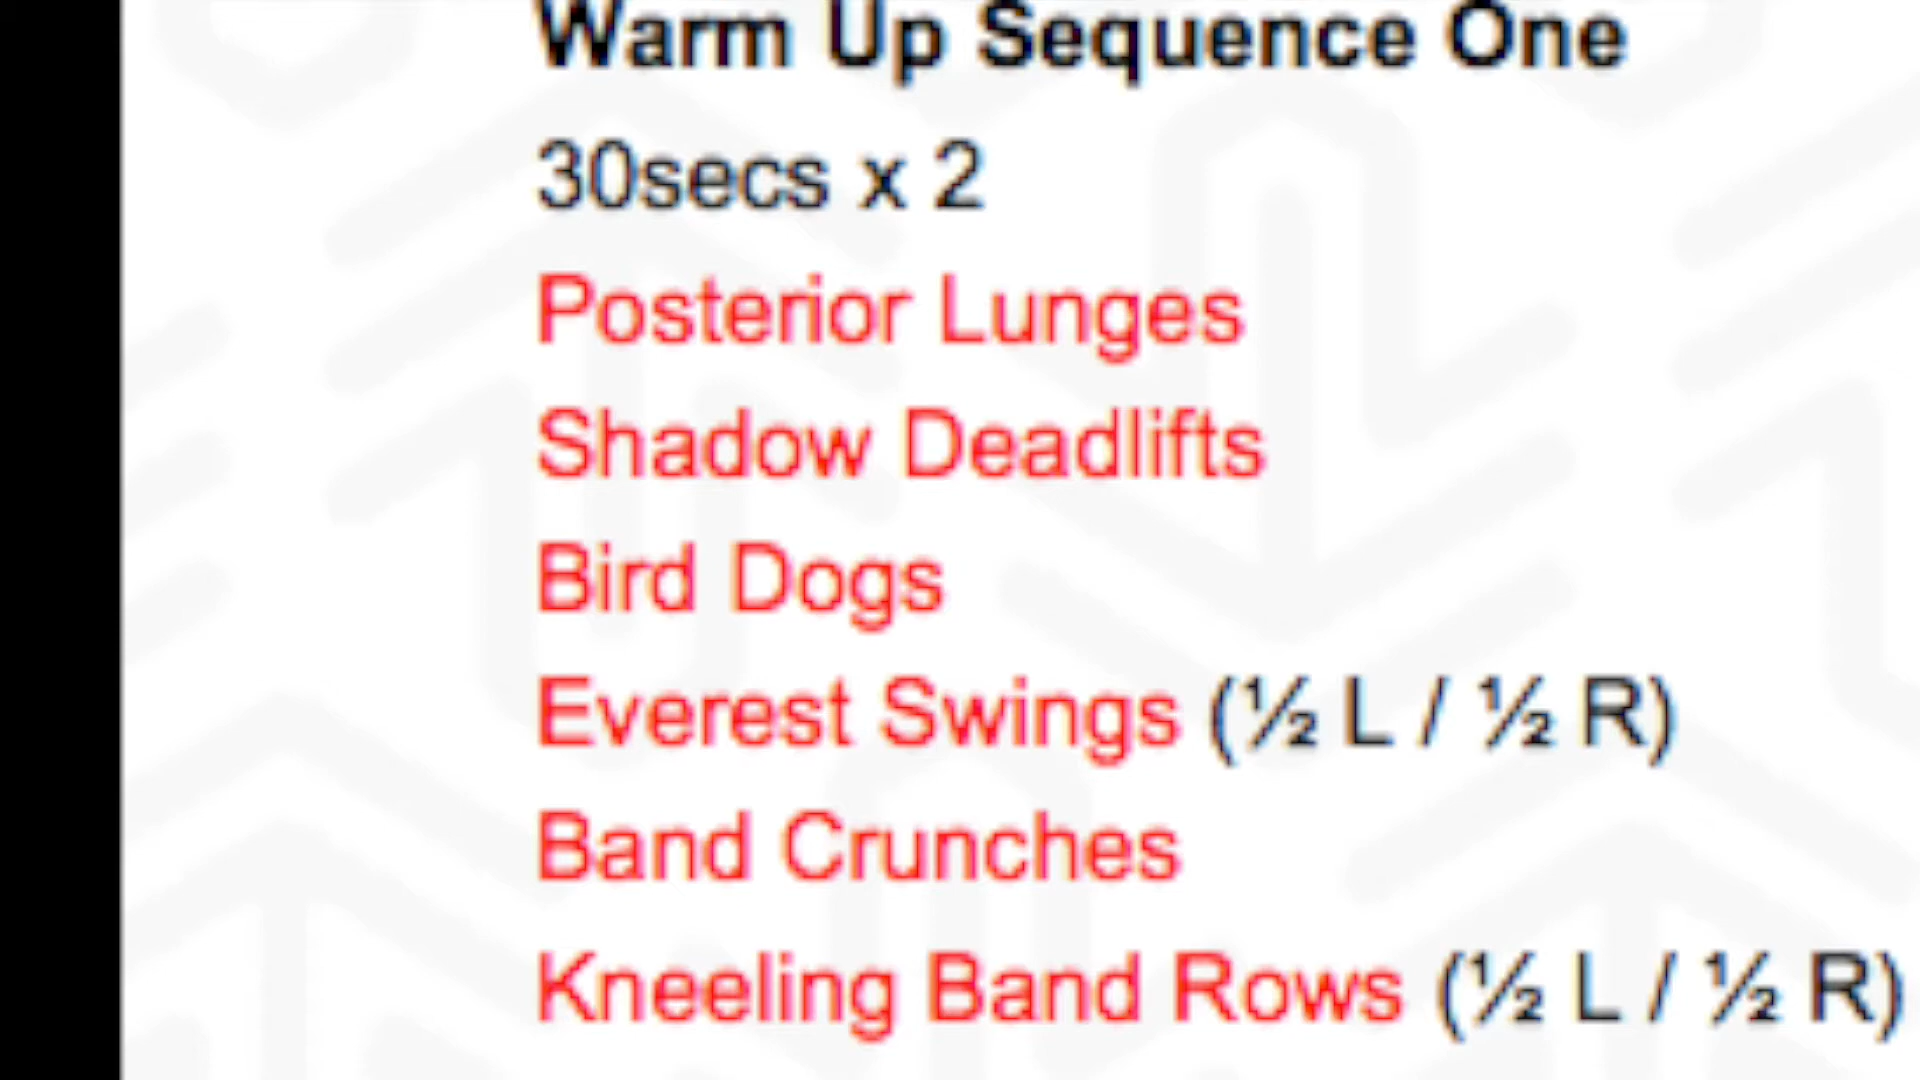 Warm Up Sequence One
30secs x 2
Posterior Lunges
Shadow Deadlifts
Bird Dogs
Everest Swings (½ L / ½ R)
Band Crunches
Kneeling Band Rows (½ L / ½ R)